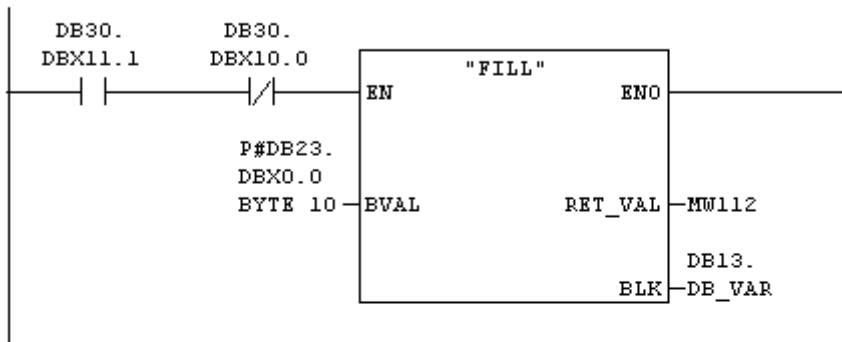 DB30.
DBX11.1
DB30.
DBX10.0
"FILL"
EN
ENO
P#DB23.
DBX0.0
BYTE 10
BVAL
RET_VAL
MW112
DB13.
BLK
DB_VAR